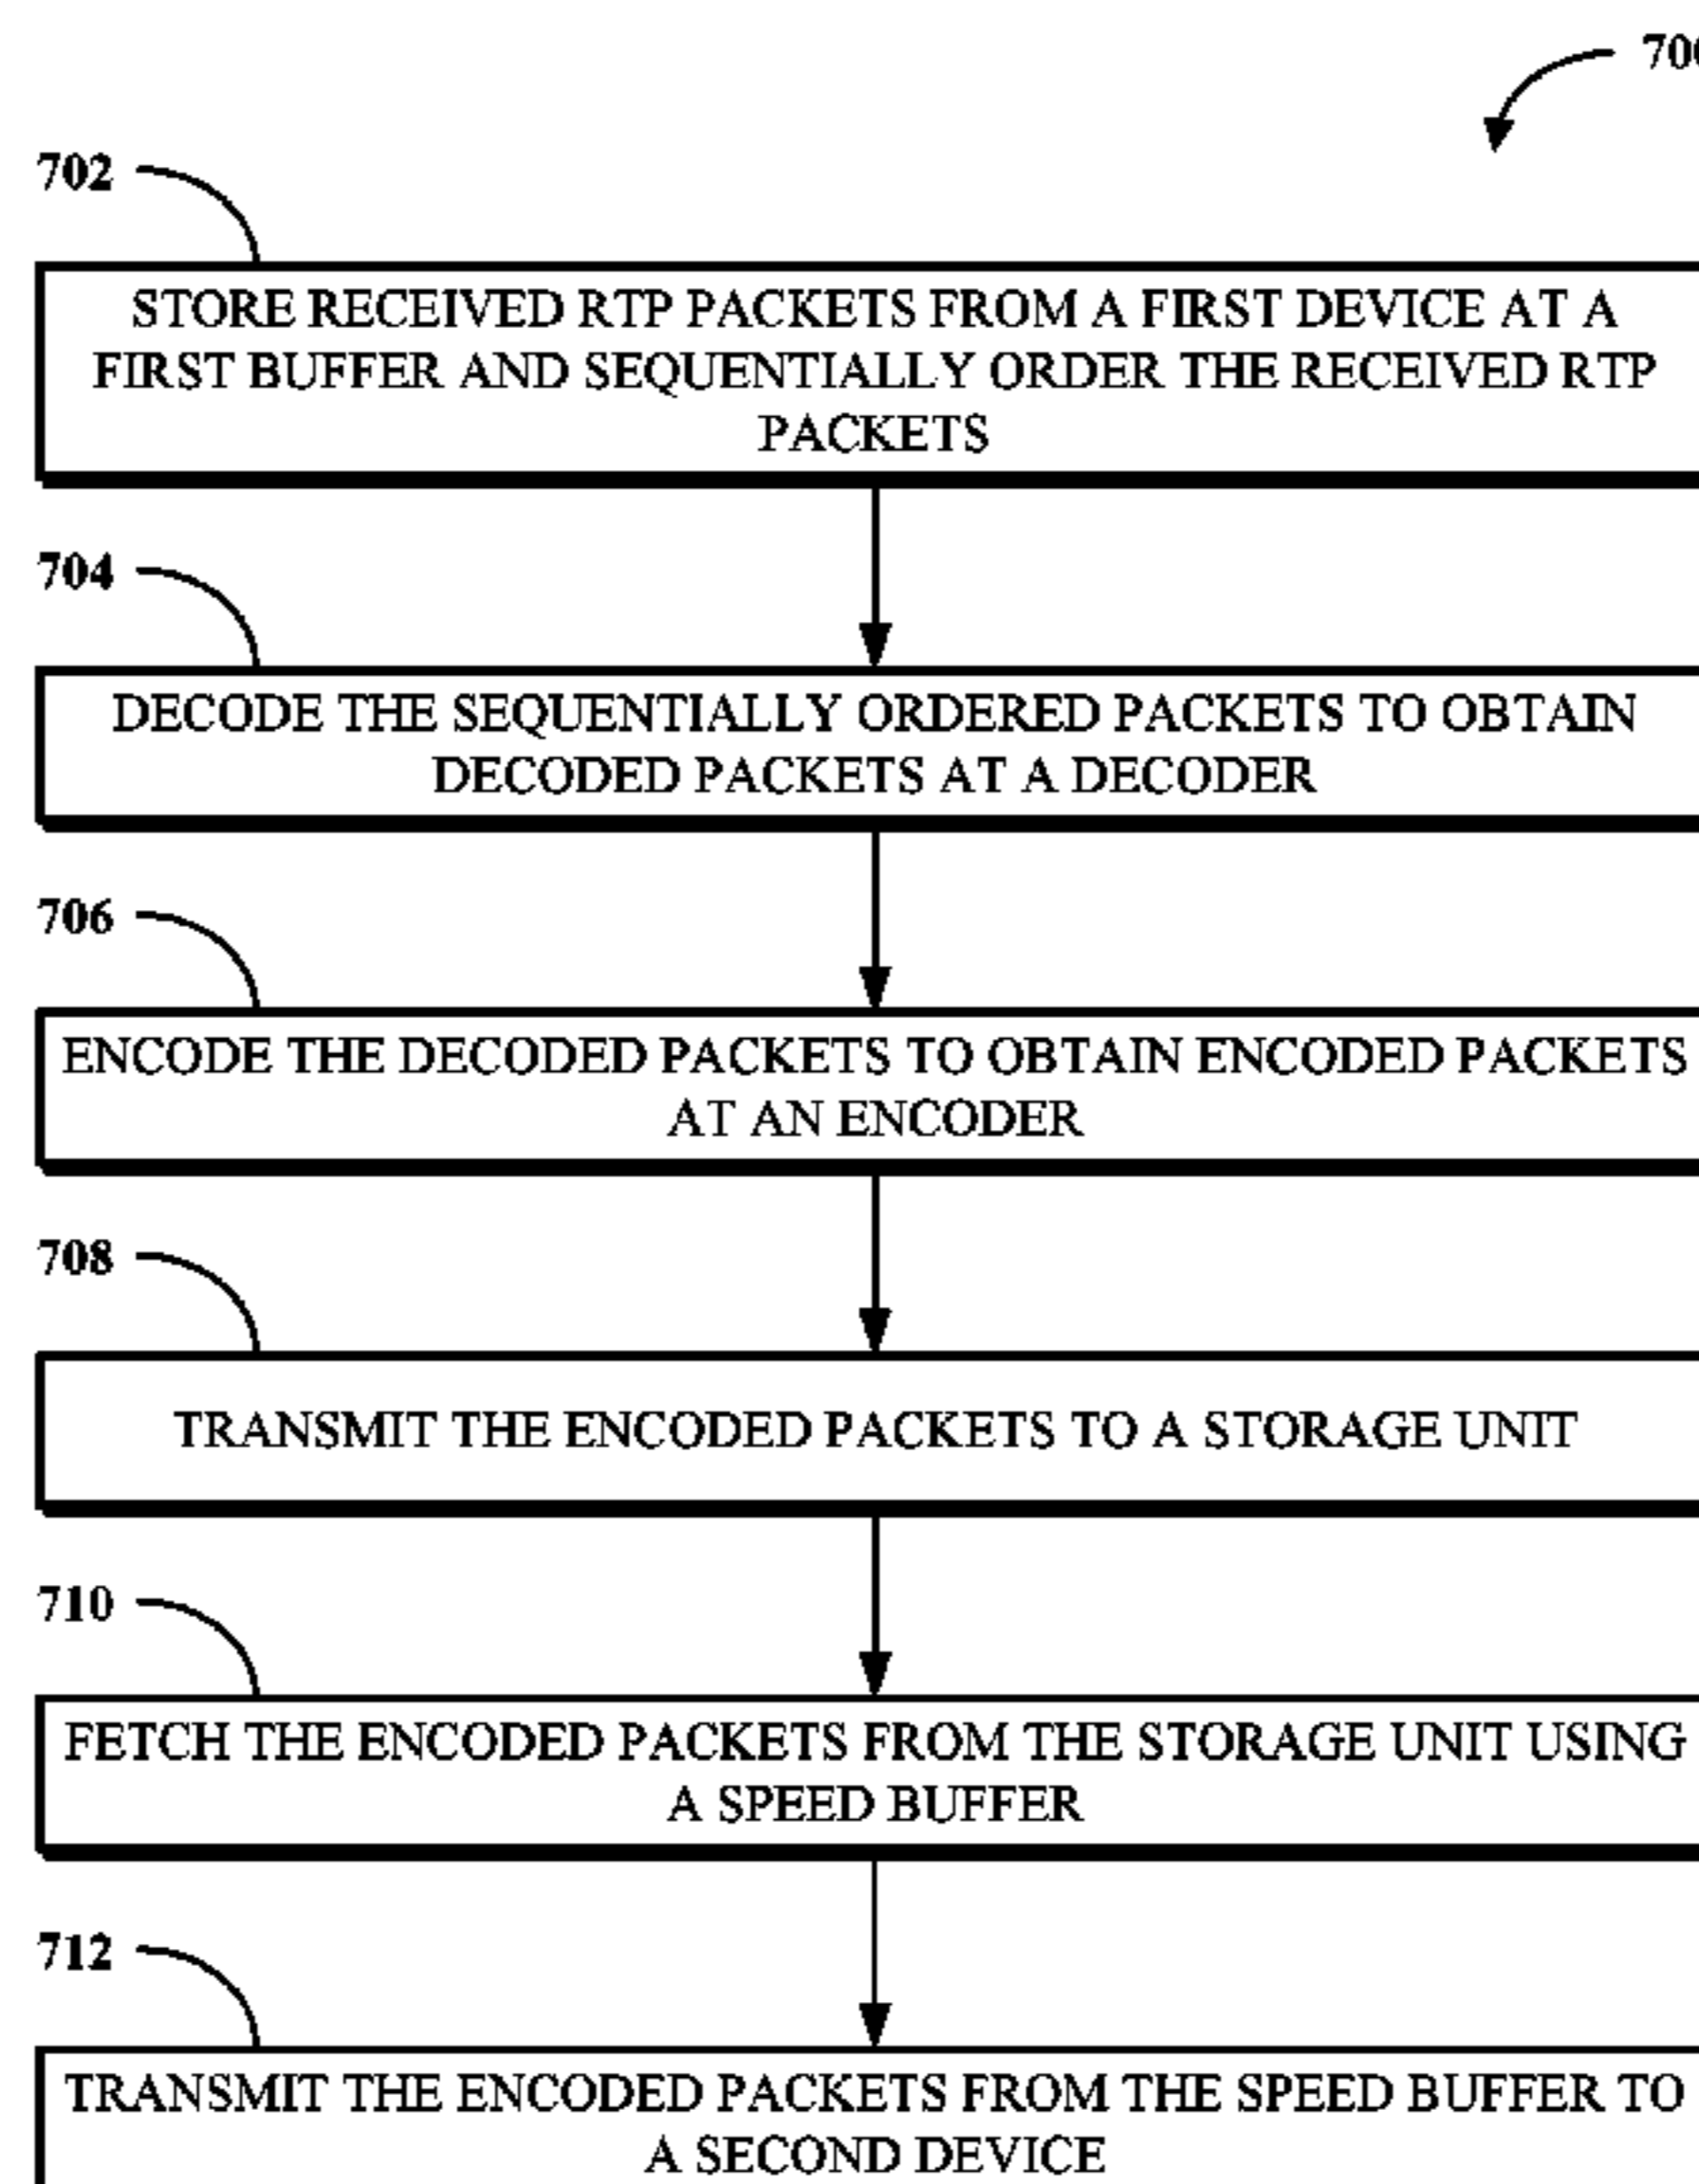 700
702
STORE RECEIVED RTP PACKETS FROM A FIRST DEVICE AT A
FIRST BUFFER AND SEQUENTIALLY ORDER THE RECEIVED RTP
PACKETS
704
DECODE THE SEQUENTIALLY ORDERED PACKETS TO OBTAIN
DECODED PACKETS AT A DECODER
706
ENCODE THE DECODED PACKETS TO OBTAIN ENCODED PACKETS
AT AN ENCODER
708
TRANSMIT THE ENCODED PACKETS TO A STORAGE UNIT
710
FETCH THE ENCODED PACKETS FROM THE STORAGE UNIT USING
A SPEED BUFFER
712
TRANSMIT THE ENCODED PACKETS FROM THE SPEED BUFFER TO
A SECOND DEVICE